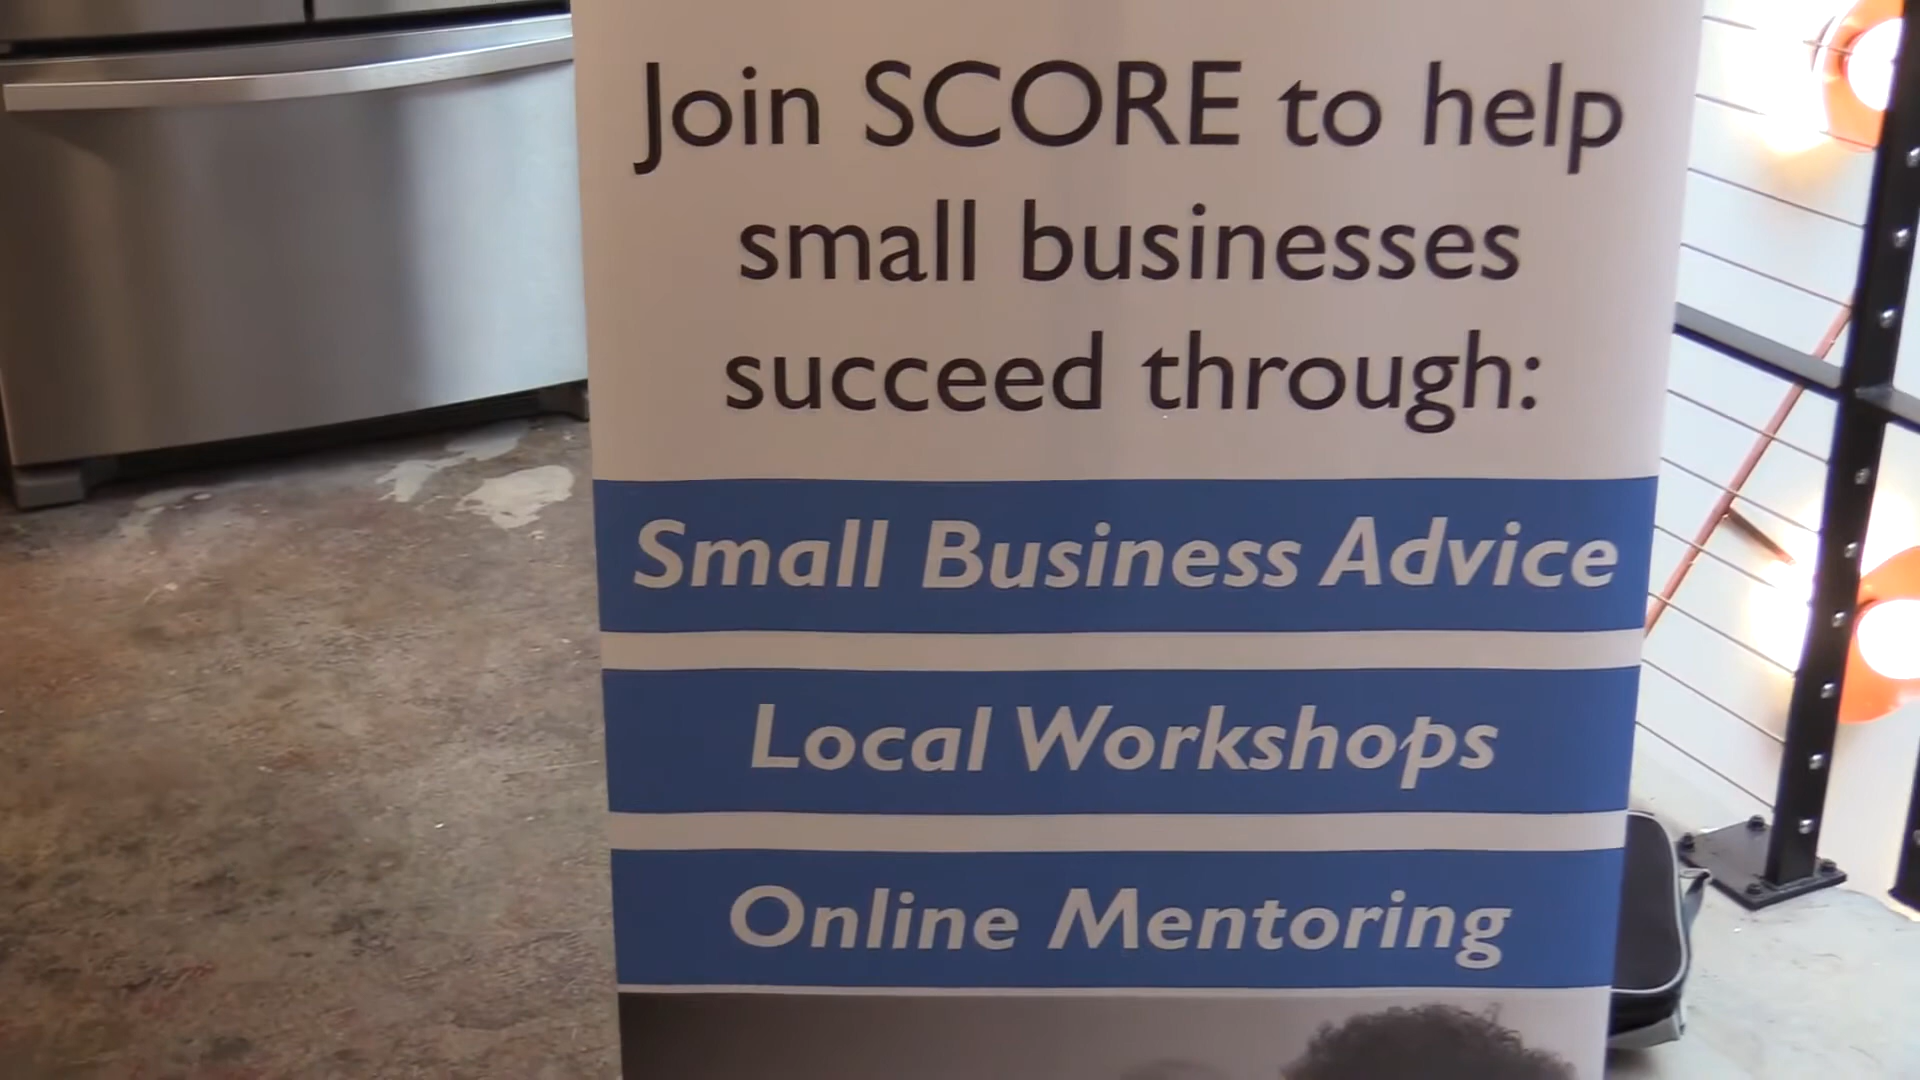 Join SCORE to help
small businesses
succeed through:
Small Business Advice
Local Workshops
Online Mentoring